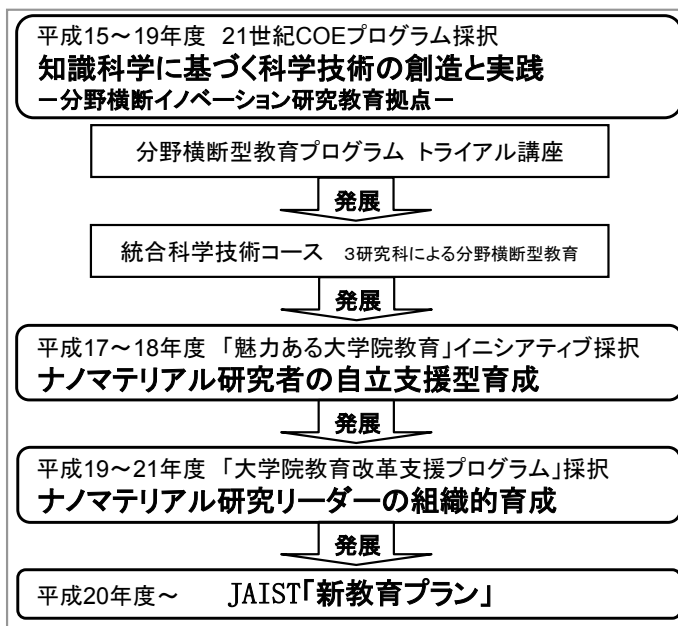 平成15～19年度 21世紀COEプログラム採択
知識科学に基づく科学技術の創造と実践
－分野横断イノベーション研究教育拠点－
分野横断型教育プログラム トライアル講座
発展
統合科学技術コース 3研究科による分野横断型教育
発展
平成17～18年度 「魅力ある大学院教育」イニシアティブ採択
ナノマテリアル研究者の自立支援型育成
発展
平成19～21年度 「大学院教育改革支援プログラム」採択
ナノマテリアル研究リーダーの組織的育成
発展
平成20年度～ JAIST「新教育プラン」